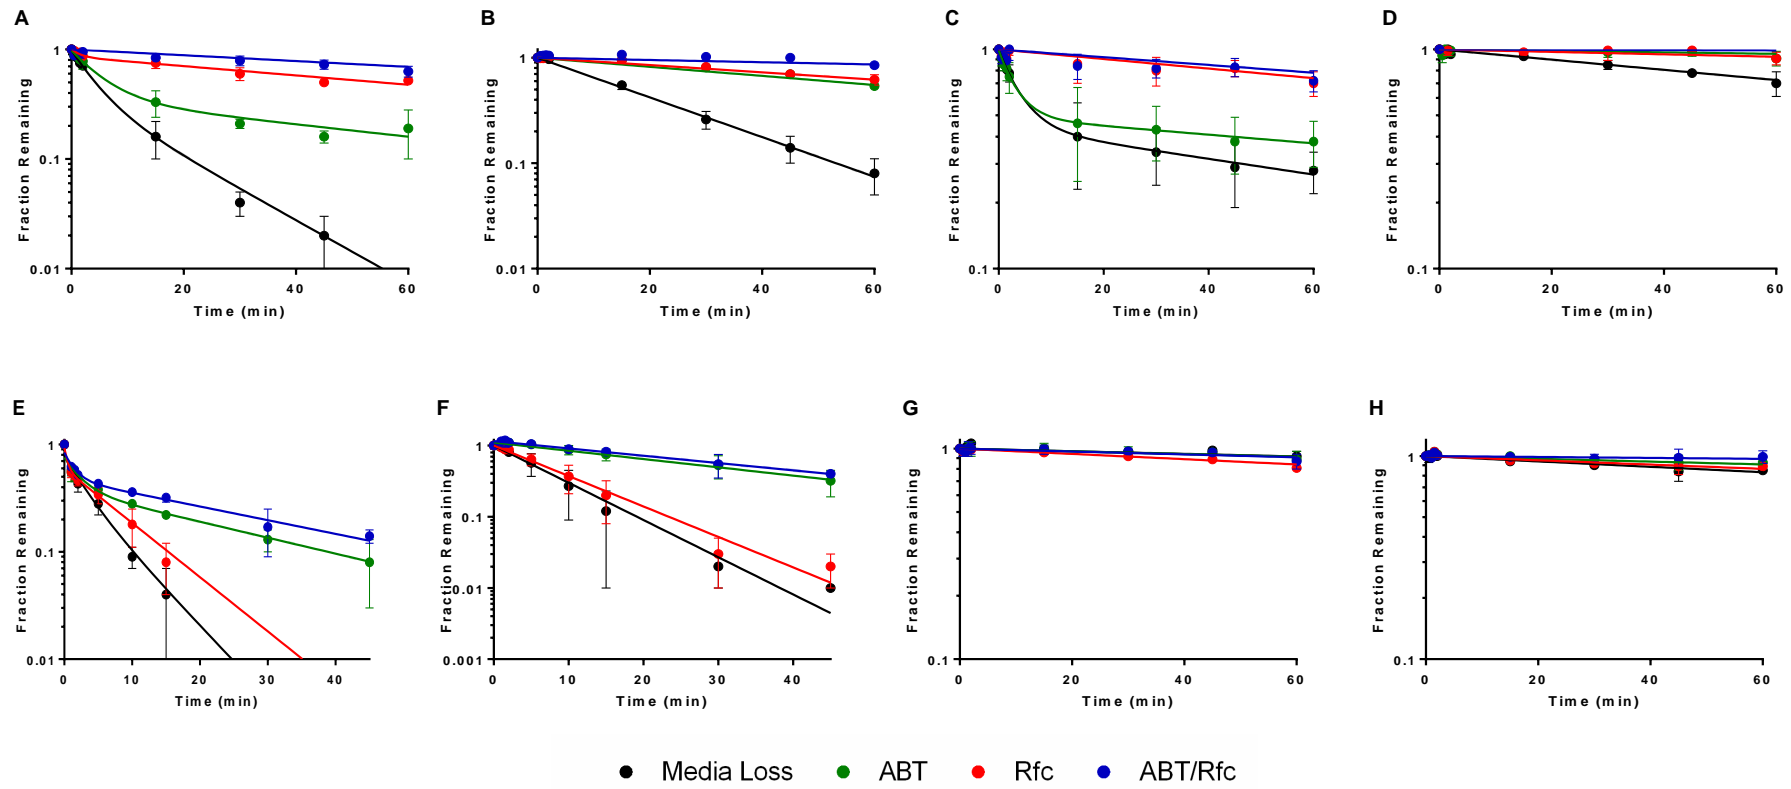 A
Fraction Remaining
1
0.1
0.01
0 20 40 60
Time (min)
B
Fraction Remaining
1
0.1
0.01
0 20 40 60
Time (min)
C
Fraction Remaining
1
0.1
0 20 40 60
Time (min)
D
Fraction Remaining
1
0.1
0 20 40 60
Time (min)
E
Fraction Remaining
1
0.1
0.01
0 10 20 30 40
Time (min)
F
Fraction Remaining
1
0.1
0.01
0.001
0 10 20 30 40
Time (min)
G
Fraction Remaining
1
0.1
0 20 40 60
Time (min)
H
Fraction Remaining
1
0.1
0 20 40 60
Time (min)
Media Loss ABT Rfc ABT/Rfc